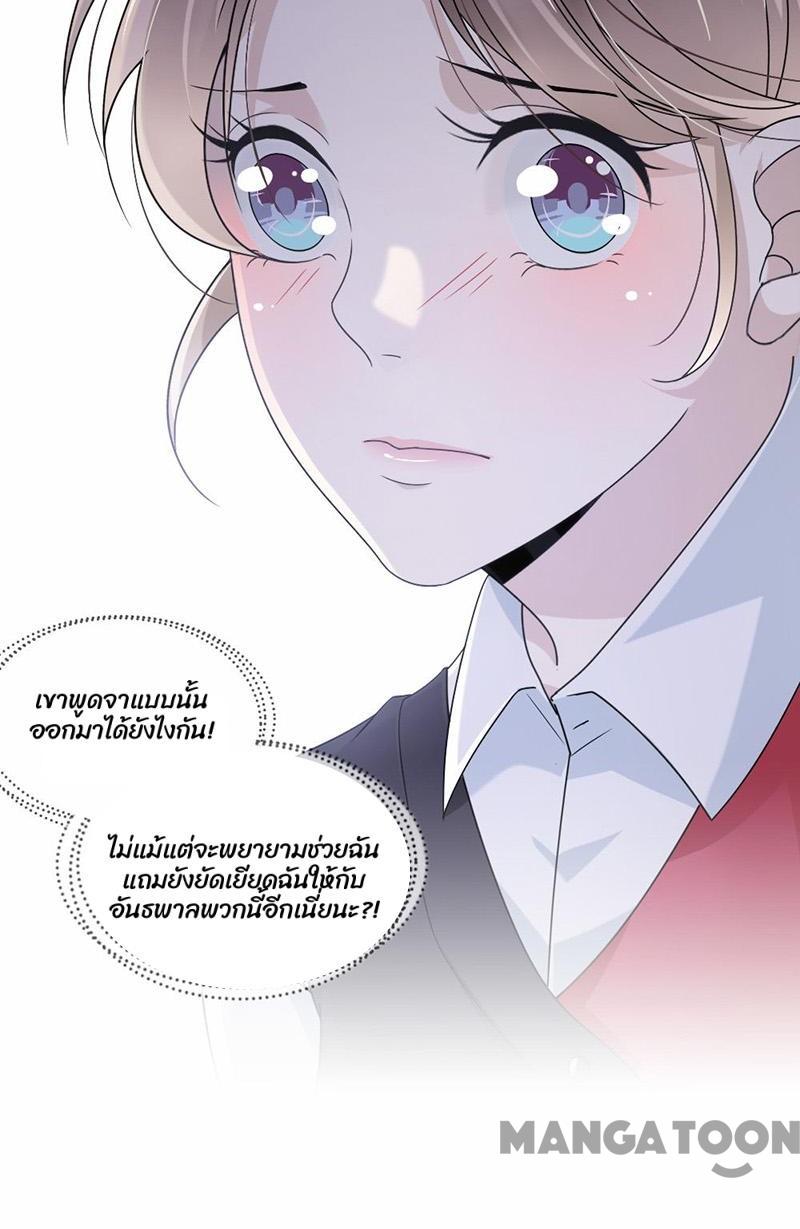 เขาพูดจาแบบนั้น
ออกมาได้ยังไงกัน!
ไม่แม้แต่จะพยายามช่วยฉัน
แถมยังยัดเยียดฉันให้กับ
อันธพาลพวกนี้อีกเนี่ยนะ?!
MANGATOON